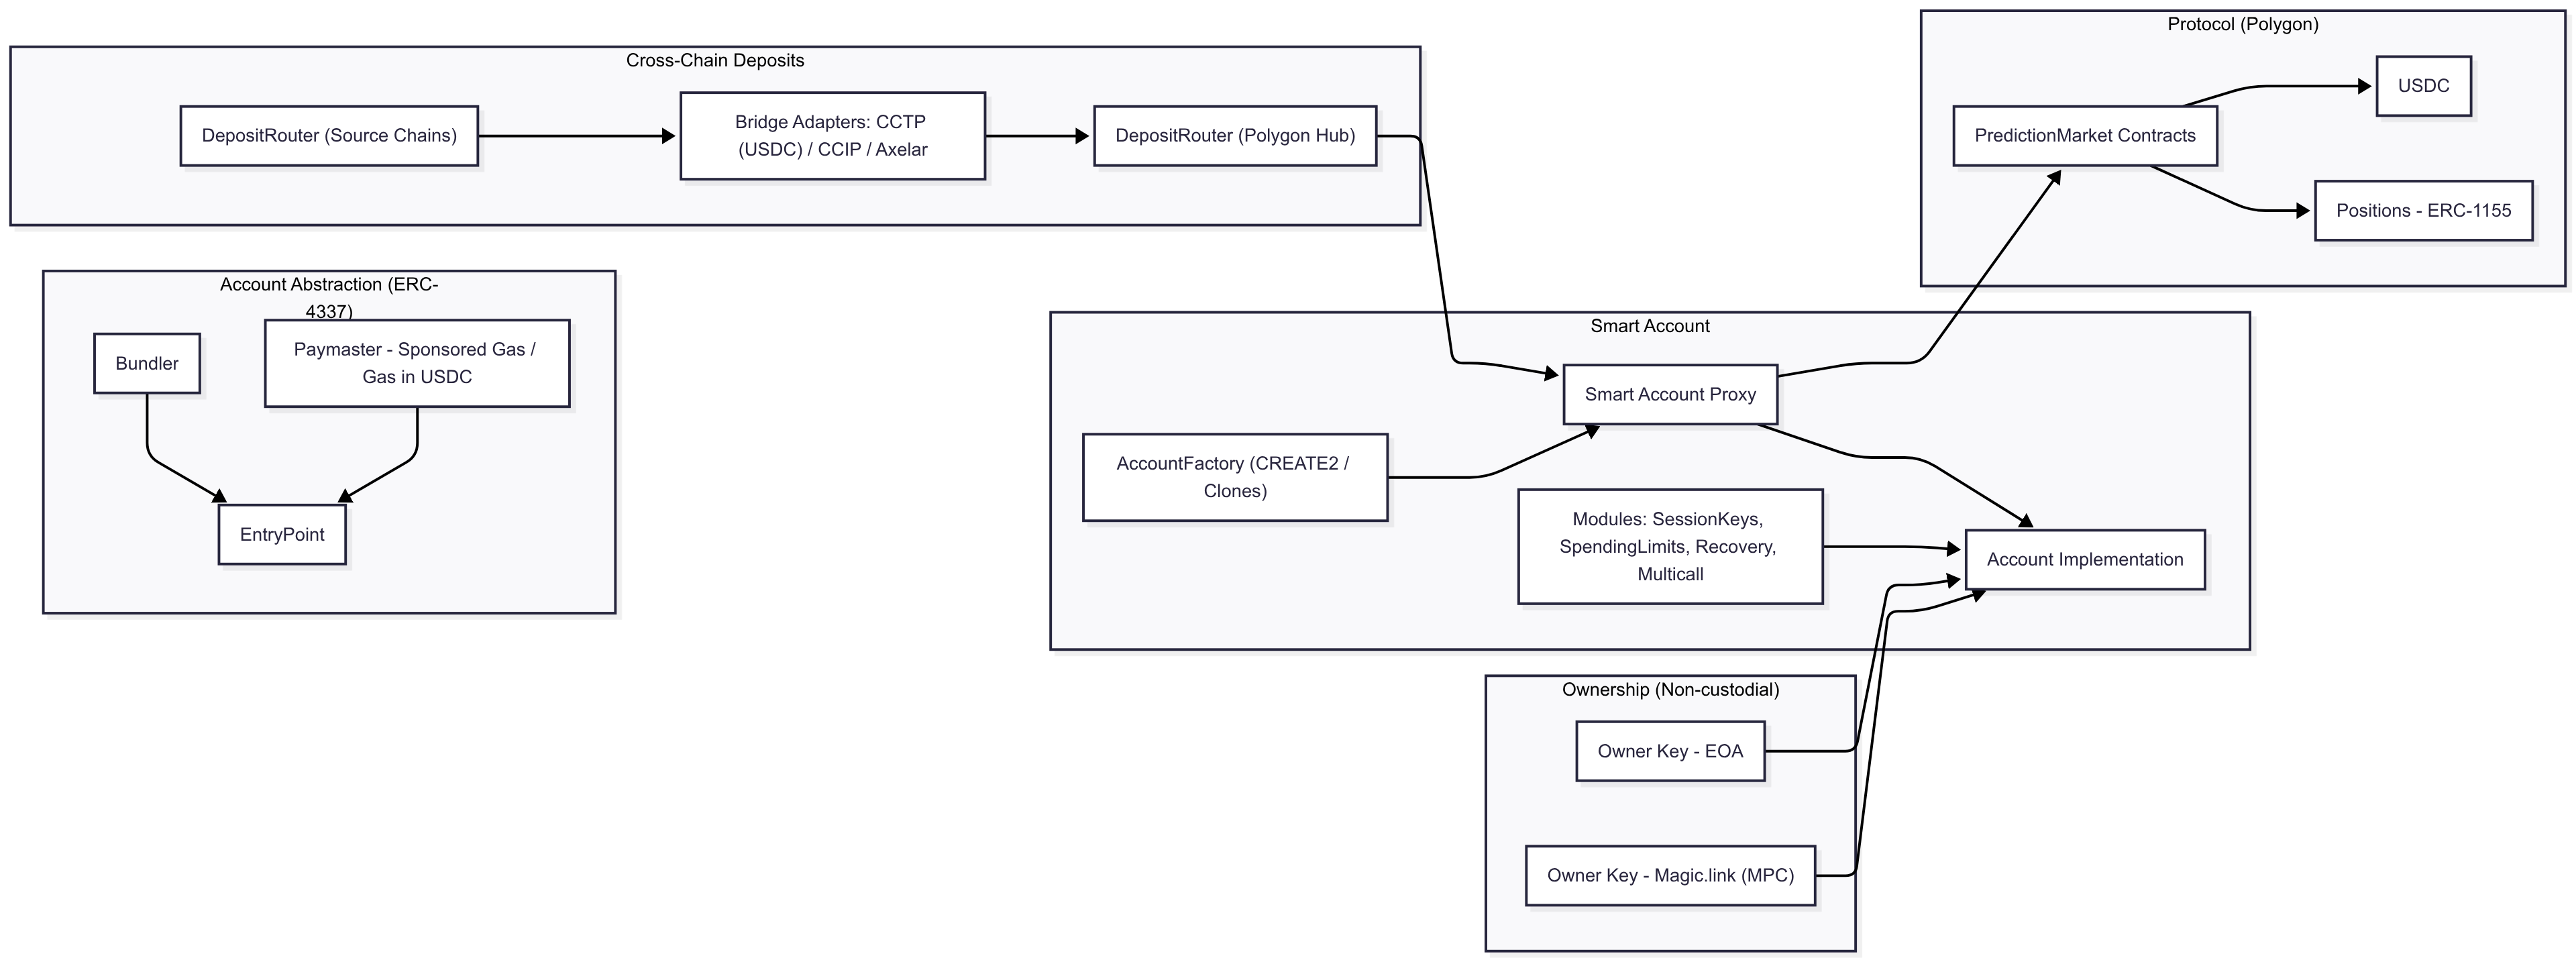 Cross-Chain Deposits
DepositRouter (Source Chains)
Bridge Adapters: CCTP
(USDC) / CCIP / Axelar
DepositRouter (Polygon Hub)
Protocol (Polygon)
PredictionMarket Contracts
USDC
Positions - ERC-1155
Account Abstraction (ERC-
4337)
Bundler
Paymaster - Sponsored Gas /
Gas in USDC
EntryPoint
Smart Account
Smart Account Proxy
AccountFactory (CREATE2 /
Clones)
Modules: SessionKeys,
SpendingLimits, Recovery,
Multicall
Account Implementation
Ownership (Non-custodial)
Owner Key - EOA
Owner Key - Magic.link (MPC)